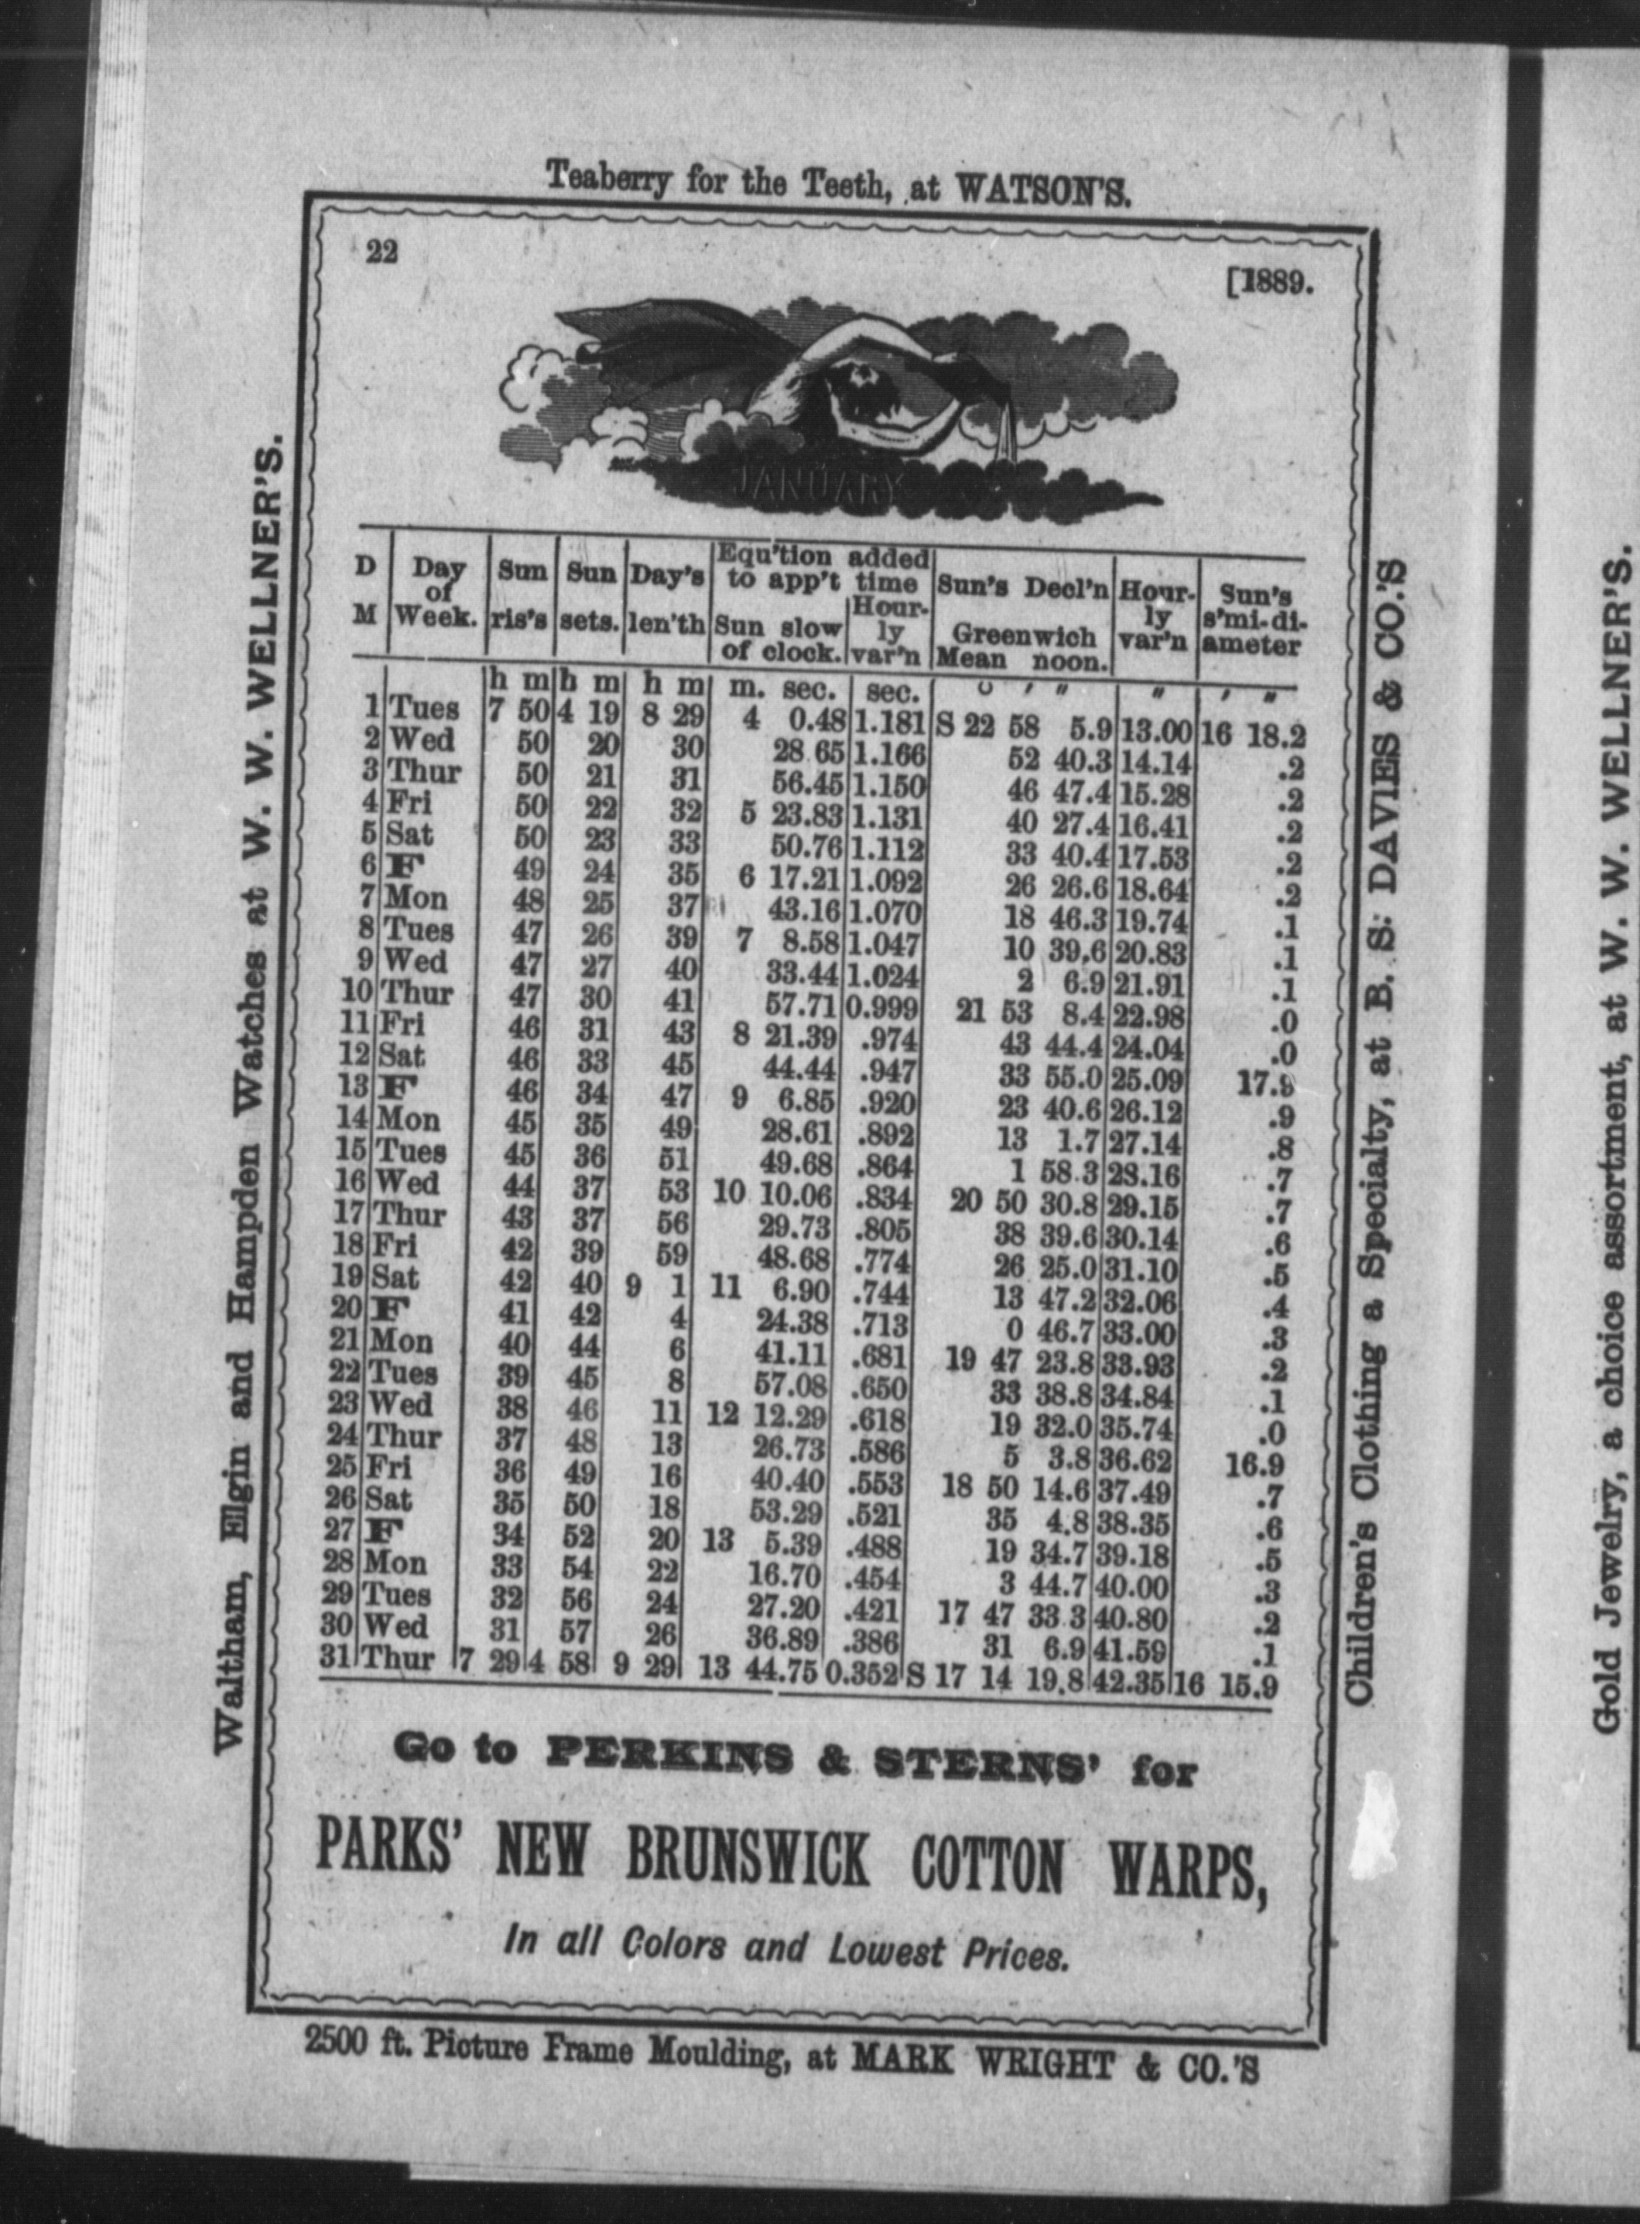 Teaberry for the Teeth, at WATSON'S.
22
[1889.
JANUARY
D M | Day of Week. | Sun ris's | Sun sets. | Day's len'th | Equ'tion added to app't time Sun slow of clock. | Hour-ly var'n | Sun's Decl'n Greenwich Mean noon. | Hour-ly var'n | Sun's s'mi-di-ameter
h m | h m | h m | m. sec. | sec. | ° ' " | " | ' "
1 Tues 7 50 4 19 8 29 4 0.48 1.181 S 22 58 5.9 13.00 16 18.2
2 Wed 50 20 30 28 65 1.166 52 40.3 14.14 .2
3 Thur 50 21 31 56.45 1.150 46 47.4 15.28 .2
4 Fri 50 22 32 5 23.83 1.131 40 27.4 16.41 .2
5 Sat 50 23 33 50.76 1.112 33 40.4 17.53 .2
6 F 49 24 35 6 17.21 1.092 26 26.6 18.64 .2
7 Mon 48 25 37 43.16 1.070 18 46.3 19.74 .1
8 Tues 47 26 39 7 8.58 1.047 10 39.6 20.83 .1
9 Wed 47 27 40 33.44 1.024 2 6.9 21.91 .1
10 Thur 47 30 41 57.71 0.999 21 53 8.4 22.98 .0
11 Fri 46 31 43 8 21.39 .974 43 44.4 24.04 .0
12 Sat 46 33 45 44.44 .947 33 55.0 25.09 17.9
13 F 46 34 47 9 6.85 .920 23 40.6 26.12 .9
14 Mon 45 35 49 28.61 .892 13 1.7 27.14 .8
15 Tues 45 36 51 49.68 .864 1 58.3 28.16 .7
16 Wed 44 37 53 10 10.06 .834 20 50 30.8 29.15 .7
17 Thur 43 37 56 29.73 .805 38 39.6 30.14 .6
18 Fri 42 39 59 48.68 .774 26 25.0 31.10 .5
19 Sat 42 40 9 1 11 6.90 .744 13 47.2 32.06 .4
20 F 41 42 4 24.38 .713 0 46.7 33.00 .3
21 Mon 40 44 6 41.11 .681 19 47 23.8 33.93 .2
22 Tues 39 45 8 57.08 .650 33 38.8 34.84 .1
23 Wed 38 46 11 12 12.29 .618 19 32.0 35.74 .0
24 Thur 37 48 13 26.73 .586 5 3.8 36.62 16.9
25 Fri 36 49 16 40.40 .553 18 50 14.6 37.49 .7
26 Sat 35 50 18 53.29 .521 35 4.8 38.35 .6
27 F 34 52 20 13 5.39 .488 19 34.7 39.18 .5
28 Mon 33 54 22 16.70 .454 3 44.7 40.00 .3
29 Tues 32 56 24 27.20 .421 17 47 33.3 40.80 .2
30 Wed 31 57 26 36.89 .386 31 6.9 41.59 .1
31 Thur 7 29 4 58 9 29 13 44.75 0.352 S 17 14 19.8 42.35 16 15.9
Go to PERKINS & STERNS' for
PARKS' NEW BRUNSWICK COTTON WARPS,
In all Colors and Lowest Prices.
2500 ft. Picture Frame Moulding, at MARK WRIGHT & CO.'S
Waltham, Elgin and Hampden Watches at W. W. WELLNER'S.
Children's Clothing a Specialty, at B. S. DAVIES & CO.'S
Gold Jewelry, a choice assortment, at W. W. WELLNER'S.